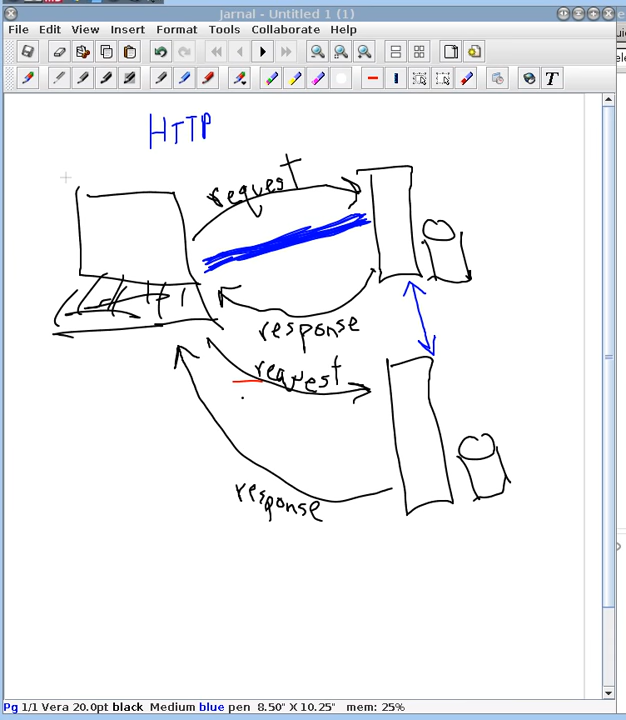 Jarnal - Untitled 1 (1)
File Edit View Insert Format Tools Collaborate Help
T
HTTP
request
response
request
response
Pg 1/1 Vera 20.0pt black Medium blue pen 8.50" X 10.25" mem: 25%